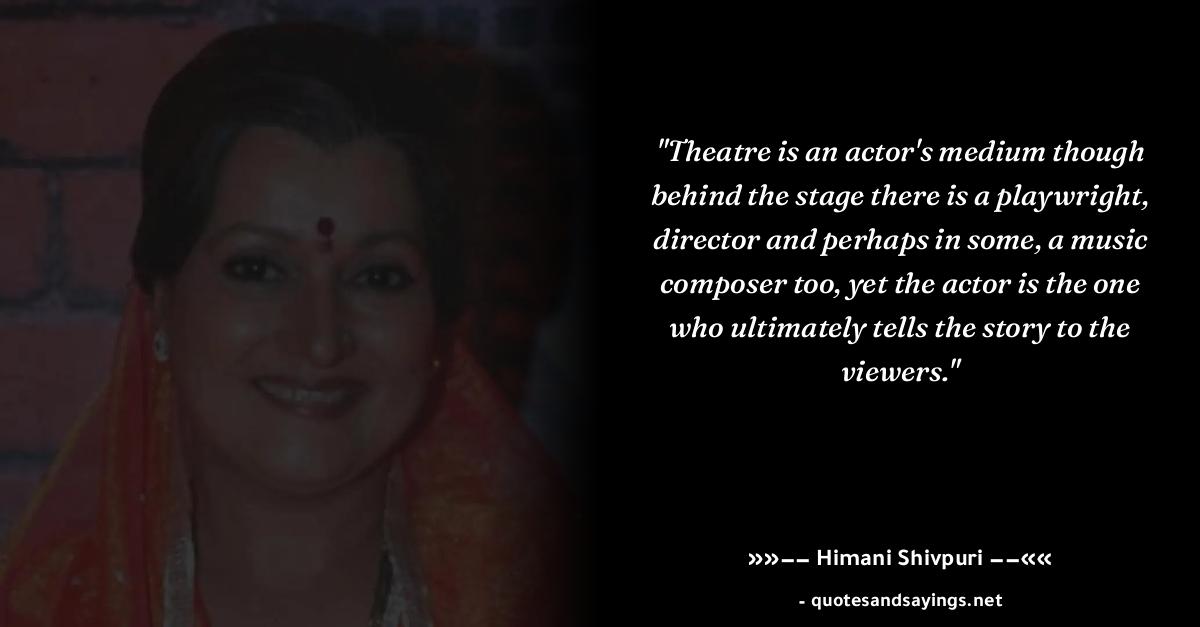 "Theatre is an actor's medium though
behind the stage there is a playwright,
director and perhaps in some, a music
composer too, yet the actor is the one
who ultimately tells the story to the
viewers."
»»–– Himani Shivpuri ––««
- quotesandsayings.net